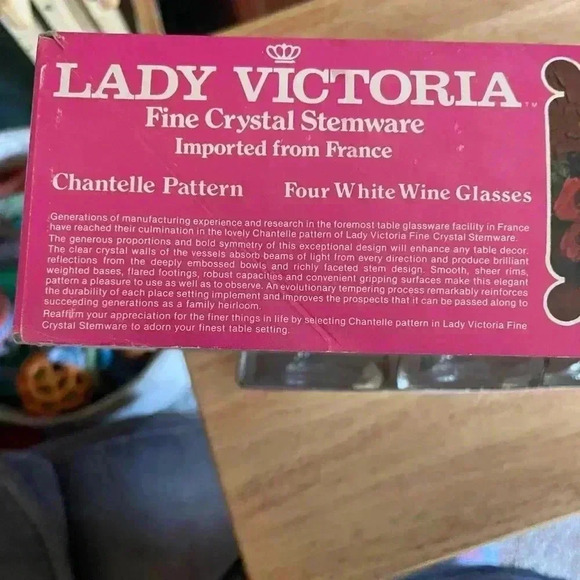 LADY VICTORIA™
Fine Crystal Stemware
Imported from France
Chantelle Pattern Four White Wine Glasses
Generations of manufacturing experience and research in the foremost table glassware facility in France
have reached their culmination in the lovely Chantelle pattern of Lady Victoria Fine Crystal Stemware.
The generous proportions and bold symmetry of this exceptional design will enhance any table decor.
The clear crystal walls of the vessels absorb beams of light from every direction and produce brilliant
reflections from the deeply embossed bowls and richly faceted stem design. Smooth, sheer rims,
weighted bases, flared footings, robust capacities and convenient gripping surfaces make this elegant
pattern a pleasure to use as well as to observe. An evolutionary tempering process remarkably reinforces
the durability of each place setting implement and improves the prospects that it can be passed along to
succeeding generations as a family heirloom.
Reaffirm your appreciation for the finer things in life by selecting Chantelle pattern in Lady Victoria Fine
Crystal Stemware to adorn your finest table setting.